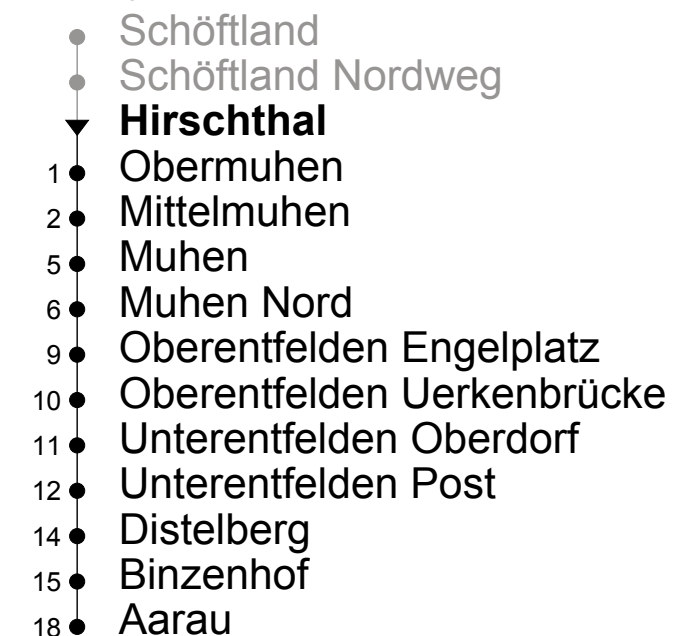 Schöftland
Schöftland Nordweg
Hirschthal
1 Obermuhen
2 Mittelmuhen
5 Muhen
6 Muhen Nord
9 Oberentfelden Engelplatz
10 Oberentfelden Uerkenbrücke
11 Unterentfelden Oberdorf
12 Unterentfelden Post
14 Distelberg
15 Binzenhof
18 Aarau